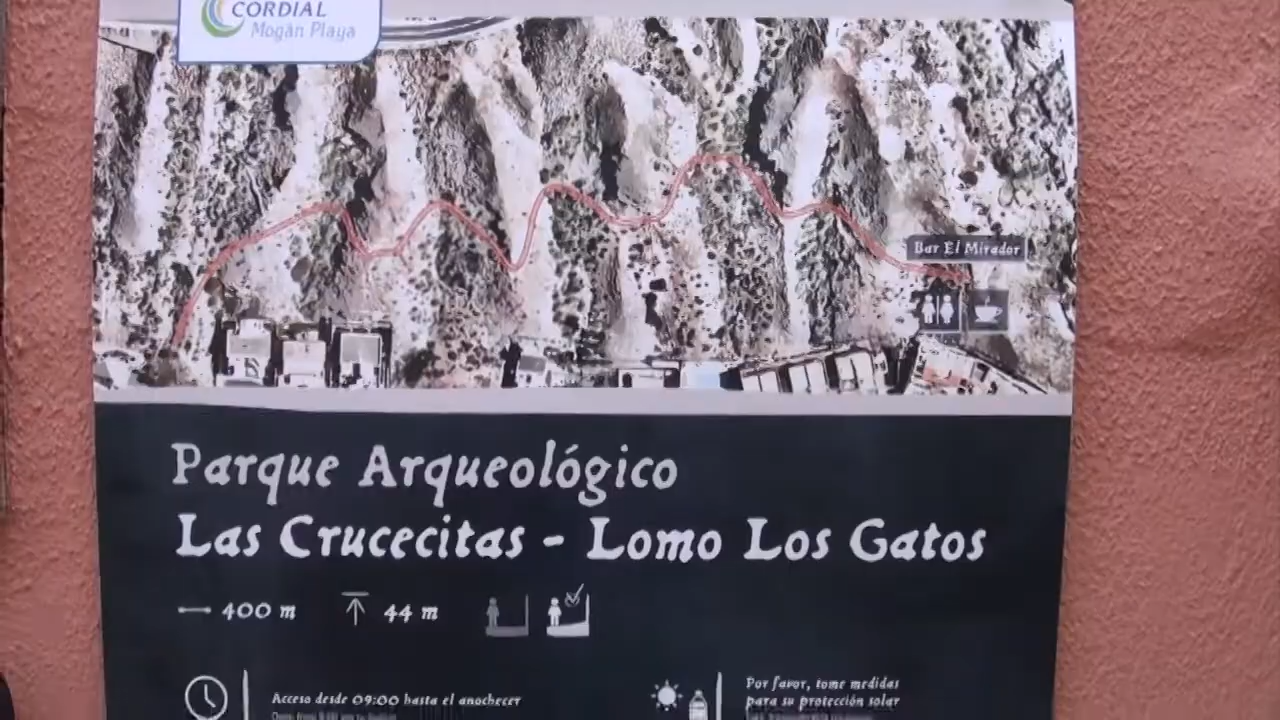 CORDIAL
Mogán Playa
Bar El Mirador
Parque Arqueológico
Las Crucecitas - Lomo Los Gatos
400 m
44 m
Acceso desde 09:00 hasta el anochecer
Por favor, tome medidas
para su protección solar